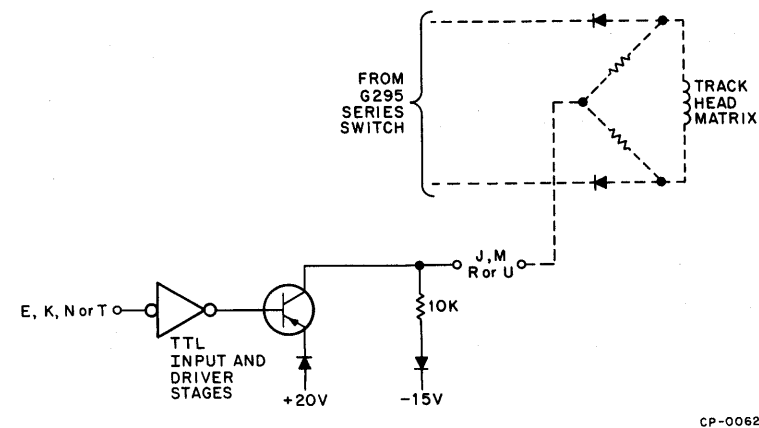 FROM
G295
SERIES
SWITCH
TRACK
HEAD
MATRIX
J,M
R or U
E, K, N or T
10K
TTL
INPUT AND
DRIVER
STAGES
+20V
-15V
CP-0062